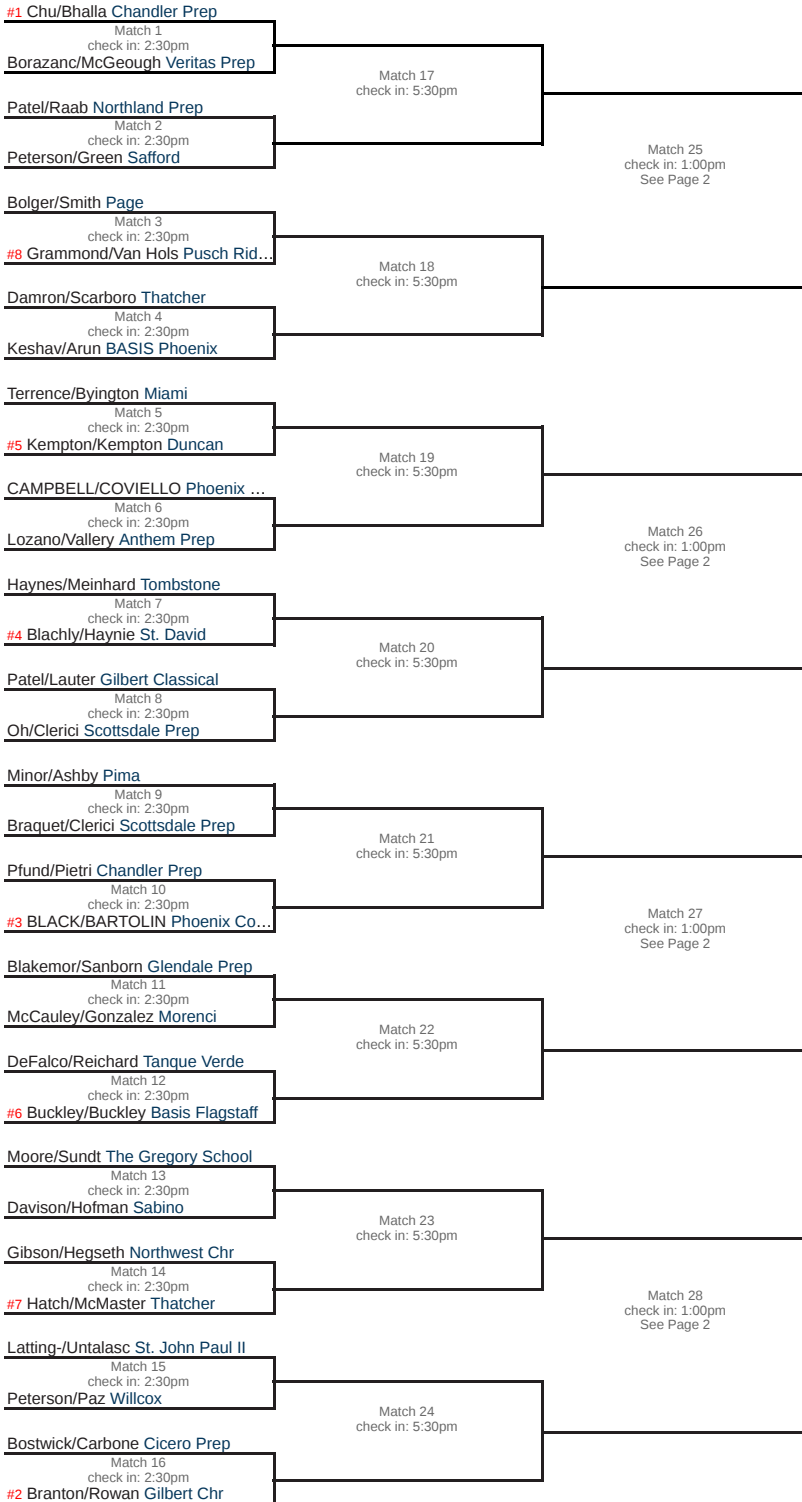 #1 Chu/Bhalla Chandler Prep
Match 1
check in: 2:30pm
Borazanc/McGeough Veritas Prep
Match 17
check in: 5:30pm
Patel/Raab Northland Prep
Match 2
check in: 2:30pm
Peterson/Green Safford
Match 25
check in: 1:00pm
See Page 2
Bolger/Smith Page
Match 3
check in: 2:30pm
#8 Grammond/Van Hols Pusch Rid…
Match 18
check in: 5:30pm
Damron/Scarboro Thatcher
Match 4
check in: 2:30pm
Keshav/Arun BASIS Phoenix
Terrence/Byington Miami
Match 5
check in: 2:30pm
#5 Kempton/Kempton Duncan
Match 19
check in: 5:30pm
CAMPBELL/COVIELLO Phoenix …
Match 6
check in: 2:30pm
Lozano/Vallery Anthem Prep
Match 26
check in: 1:00pm
See Page 2
Haynes/Meinhard Tombstone
Match 7
check in: 2:30pm
#4 Blachly/Haynie St. David
Match 20
check in: 5:30pm
Patel/Lauter Gilbert Classical
Match 8
check in: 2:30pm
Oh/Clerici Scottsdale Prep
Minor/Ashby Pima
Match 9
check in: 2:30pm
Braquet/Clerici Scottsdale Prep
Match 21
check in: 5:30pm
Pfund/Pietri Chandler Prep
Match 10
check in: 2:30pm
#3 BLACK/BARTOLIN Phoenix Co…
Match 27
check in: 1:00pm
See Page 2
Blakemor/Sanborn Glendale Prep
Match 11
check in: 2:30pm
McCauley/Gonzalez Morenci
Match 22
check in: 5:30pm
DeFalco/Reichard Tanque Verde
Match 12
check in: 2:30pm
#6 Buckley/Buckley Basis Flagstaff
Moore/Sundt The Gregory School
Match 13
check in: 2:30pm
Davison/Hofman Sabino
Match 23
check in: 5:30pm
Gibson/Hegseth Northwest Chr
Match 14
check in: 2:30pm
#7 Hatch/McMaster Thatcher
Match 28
check in: 1:00pm
See Page 2
Latting-/Untalasc St. John Paul II
Match 15
check in: 2:30pm
Peterson/Paz Willcox
Match 24
check in: 5:30pm
Bostwick/Carbone Cicero Prep
Match 16
check in: 2:30pm
#2 Branton/Rowan Gilbert Chr